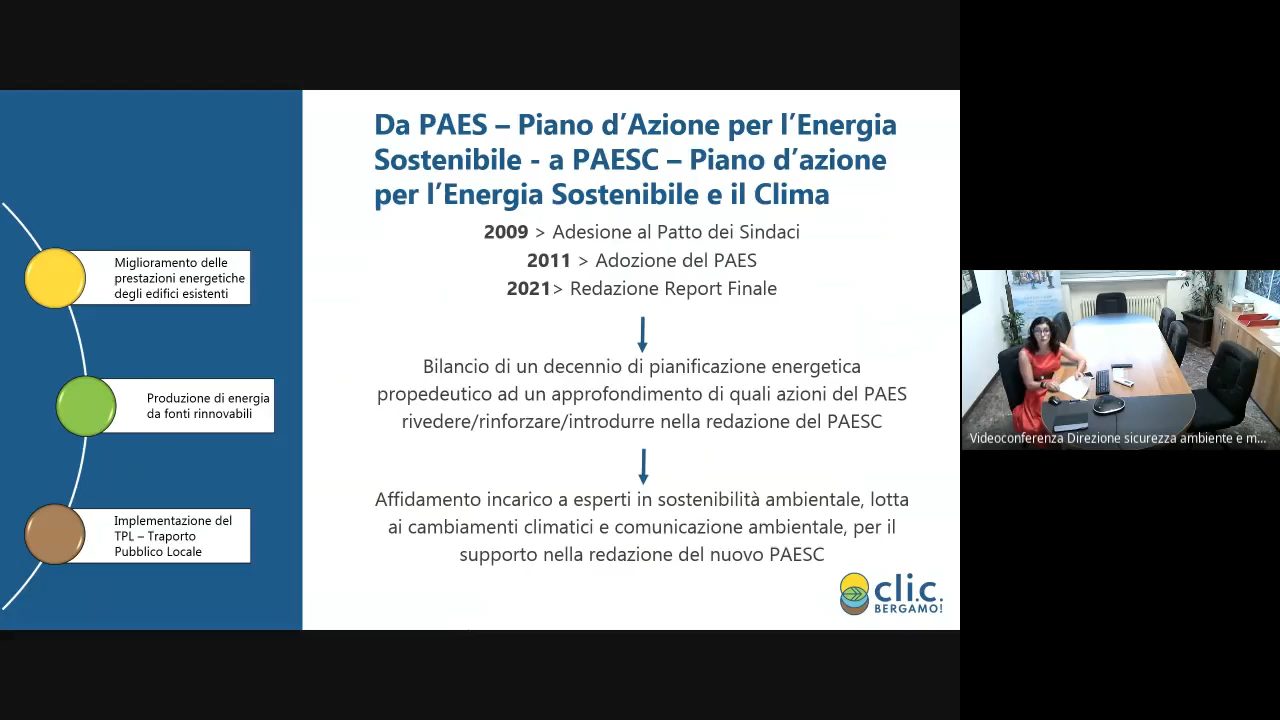 Da PAES – Piano d’Azione per l’Energia
Sostenibile - a PAESC – Piano d’azione
per l’Energia Sostenibile e il Clima
2009 > Adesione al Patto dei Sindaci
2011 > Adozione del PAES
2021> Redazione Report Finale
Bilancio di un decennio di pianificazione energetica
propedeutico ad un approfondimento di quali azioni del PAES
rivedere/rinforzare/introdurre nella redazione del PAESC
Affidamento incarico a esperti in sostenibilità ambientale, lotta
ai cambiamenti climatici e comunicazione ambientale, per il
supporto nella redazione del nuovo PAESC
Miglioramento delle
prestazioni energetiche
degli edifici esistenti
Produzione di energia
da fonti rinnovabili
Implementazione del
TPL – Traporto
Pubblico Locale
cli.c.
BERGAMO!
Videoconferenza Direzione sicurezza ambiente e m...